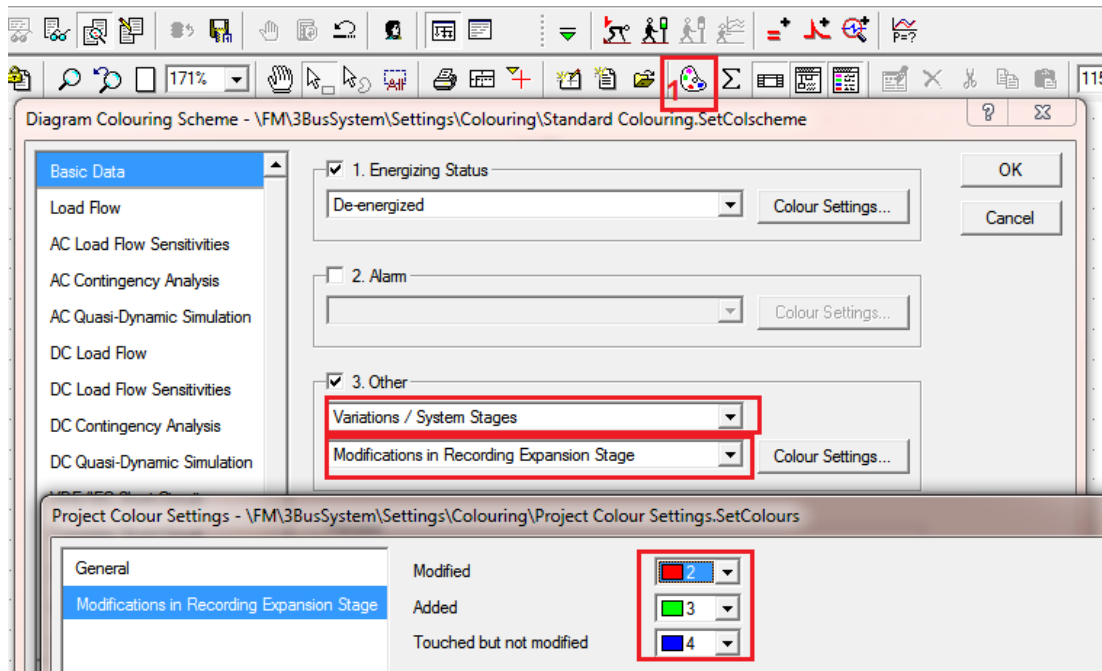 P=?
171%
A#
1
115
Diagram Colouring Scheme - \FM\3BusSystem\Settings\Colouring\Standard Colouring.SetColscheme
?
Basic Data
Load Flow
AC Load Flow Sensitivities
AC Contingency Analysis
AC Quasi-Dynamic Simulation
DC Load Flow
DC Load Flow Sensitivities
DC Contingency Analysis
DC Quasi-Dynamic Simulation
1. Energizing Status
De-energized
Colour Settings...
2. Alarm
Colour Settings...
3. Other
Variations / System Stages
Modifications in Recording Expansion Stage
Colour Settings...
OK
Cancel
Project Colour Settings - \FM\3BusSystem\Settings\Colouring\Project Colour Settings.SetColours
General
Modifications in Recording Expansion Stage
Modified 2
Added 3
Touched but not modified 4